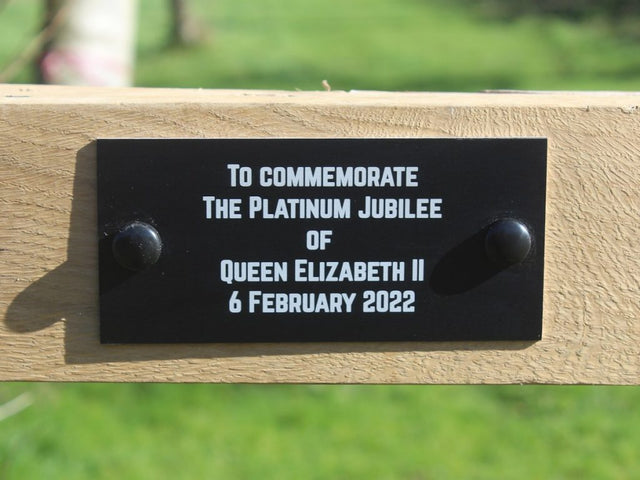 To commemorate
The Platinum Jubilee
of
Queen Elizabeth II
6 February 2022